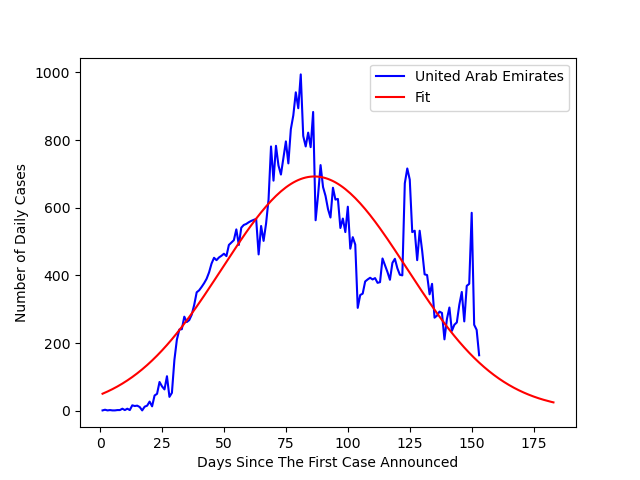 United Arab Emirates
Fit
Number of Daily Cases
1000
800
600
400
200
0
0 25 50 75 100 125 150 175
Days Since The First Case Announced